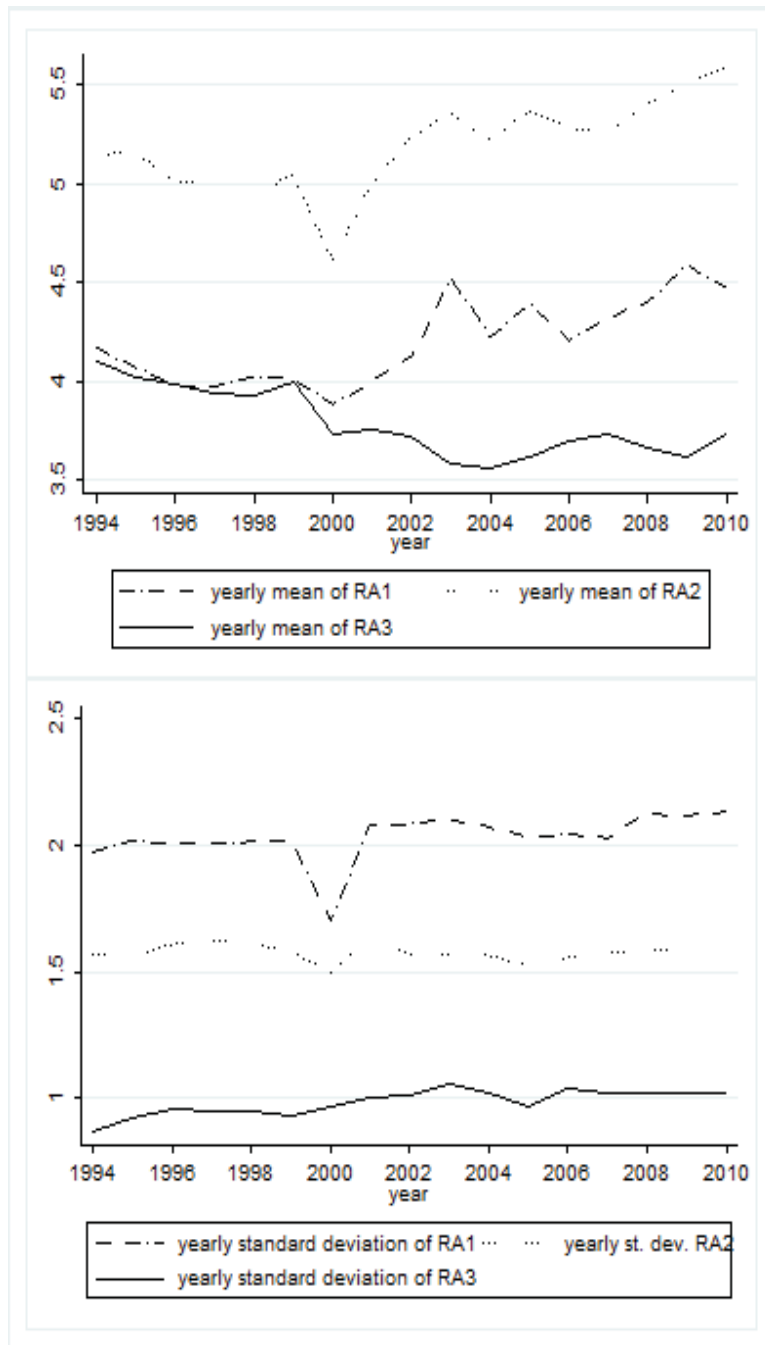 5.5
5
4.5
4
3.5
1994 1996 1998 2000 2002 2004 2006 2008 2010
year
yearly mean of RA1 yearly mean of RA2
yearly mean of RA3
2.5
2
1.5
1
1994 1996 1998 2000 2002 2004 2006 2008 2010
year
yearly standard deviation of RA1 yearly st. dev. RA2
yearly standard deviation of RA3